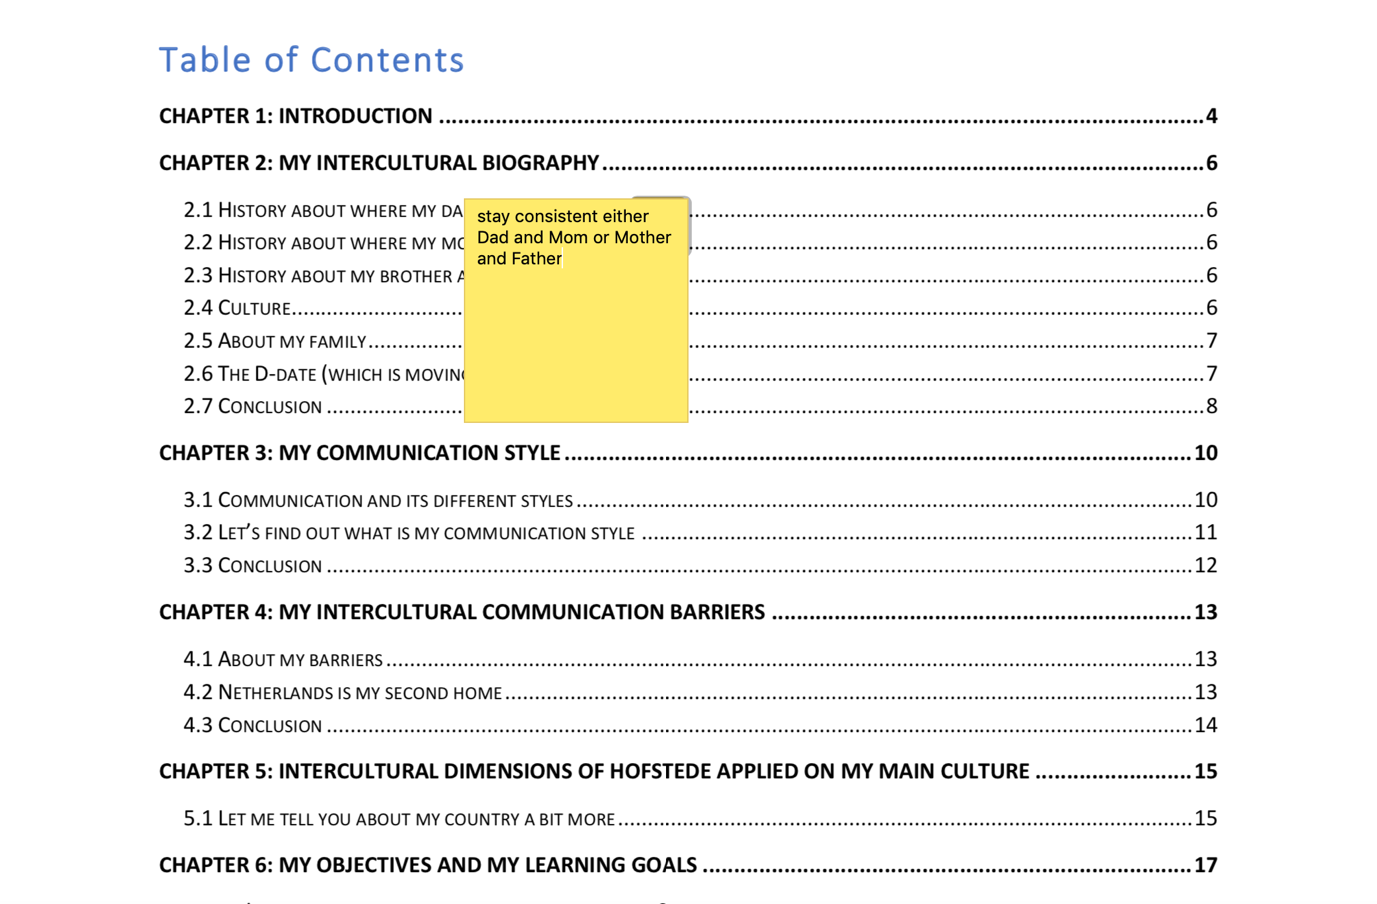 Table of Contents
CHAPTER 1: INTRODUCTION ........................................ 4
CHAPTER 2: MY INTERCULTURAL BIOGRAPHY ........................................ 6
2.1 HISTORY ABOUT WHERE MY ........................................ 6
2.2 HISTORY ABOUT WHERE MY ........................................ 6
2.3 HISTORY ABOUT MY BROTHER ........................................ 6
2.4 CULTURE ........................................ 6
2.5 ABOUT MY FAMILY ........................................ 7
2.6 THE D-DATE (WHICH IS ........................................ 7
2.7 CONCLUSION ........................................ 8
stay consistent either
Dad and Mom or Mother
and Father
CHAPTER 3: MY COMMUNICATION STYLE ........................................ 10
3.1 COMMUNICATION AND ITS DIFFERENT STYLES ........................................ 10
3.2 LET'S FIND OUT WHAT IS MY COMMUNICATION STYLE ........................................ 11
3.3 CONCLUSION ........................................ 12
CHAPTER 4: MY INTERCULTURAL COMMUNICATION BARRIERS ........................................ 13
4.1 ABOUT MY BARRIERS ........................................ 13
4.2 NETHERLANDS IS MY SECOND HOME ........................................ 13
4.3 CONCLUSION ........................................ 14
CHAPTER 5: INTERCULTURAL DIMENSIONS OF HOFSTEDE APPLIED ON MY MAIN CULTURE ........................................ 15
5.1 LET ME TELL YOU ABOUT MY COUNTRY A BIT MORE ........................................ 15
CHAPTER 6: MY OBJECTIVES AND MY LEARNING GOALS ........................................ 17